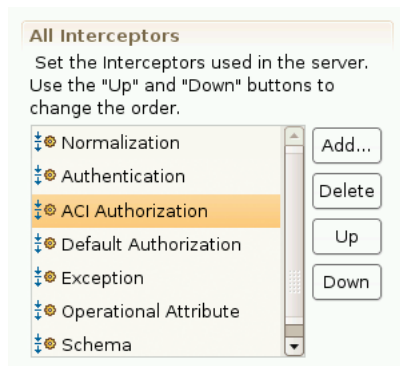 All Interceptors
Set the Interceptors used in the server.
Use the "Up" and "Down" buttons to
change the order.
Normalization
Authentication
ACI Authorization
Default Authorization
Exception
Operational Attribute
Schema
Add...
Delete
Up
Down